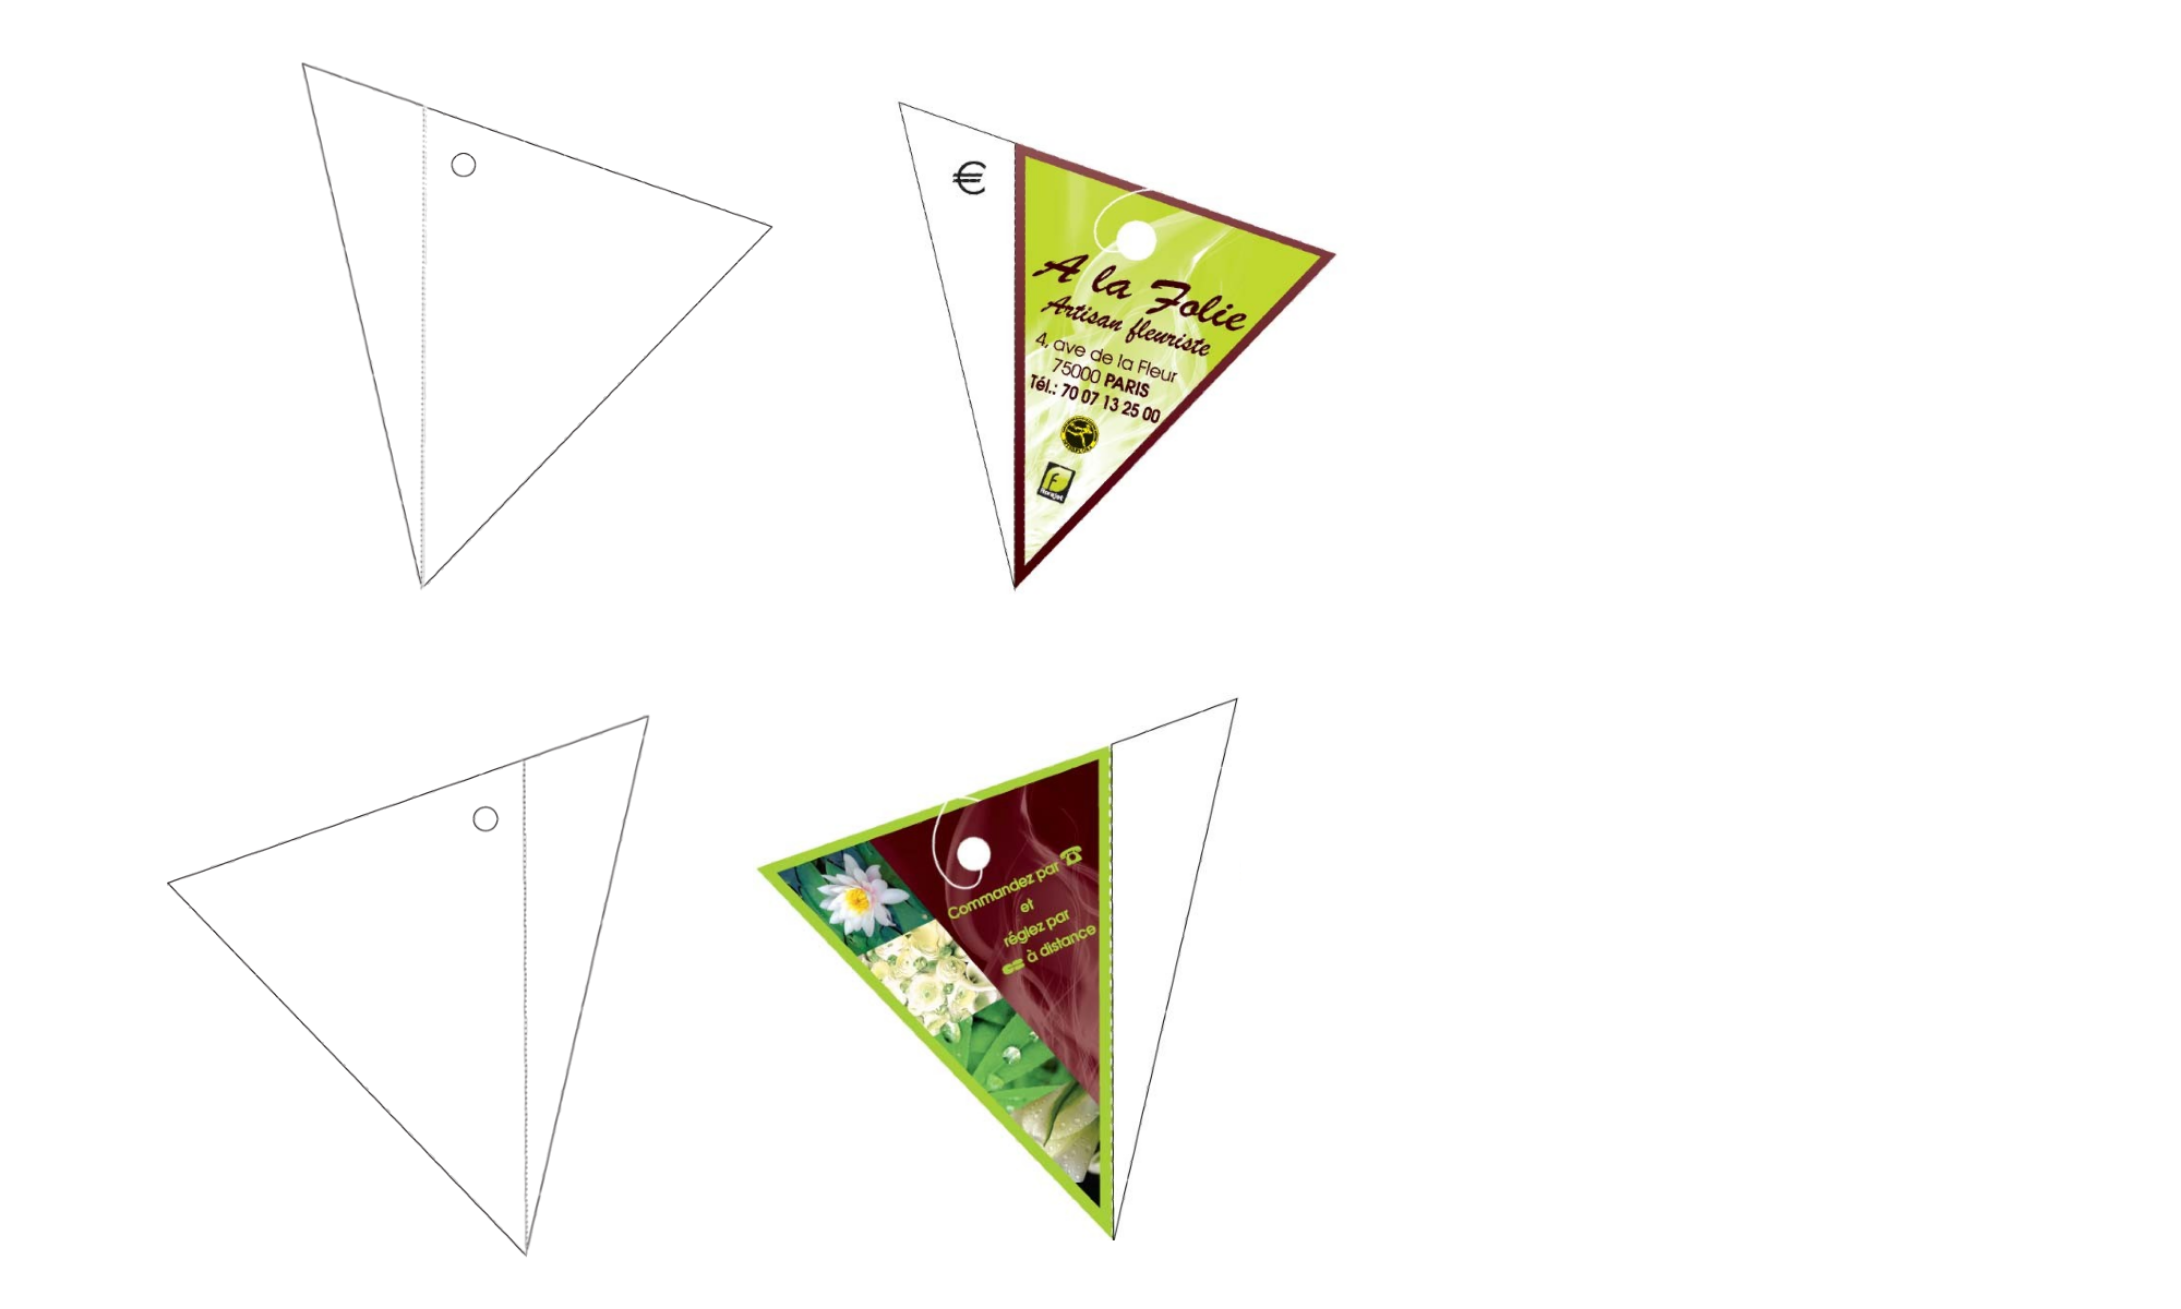 €
A la Folie
Artisan fleuriste
4, ave de la Fleur
75000 PARIS
Tél.: 70 07 13 25 00
f
florajet
Commandez par ☎
et
réglez par
à distance